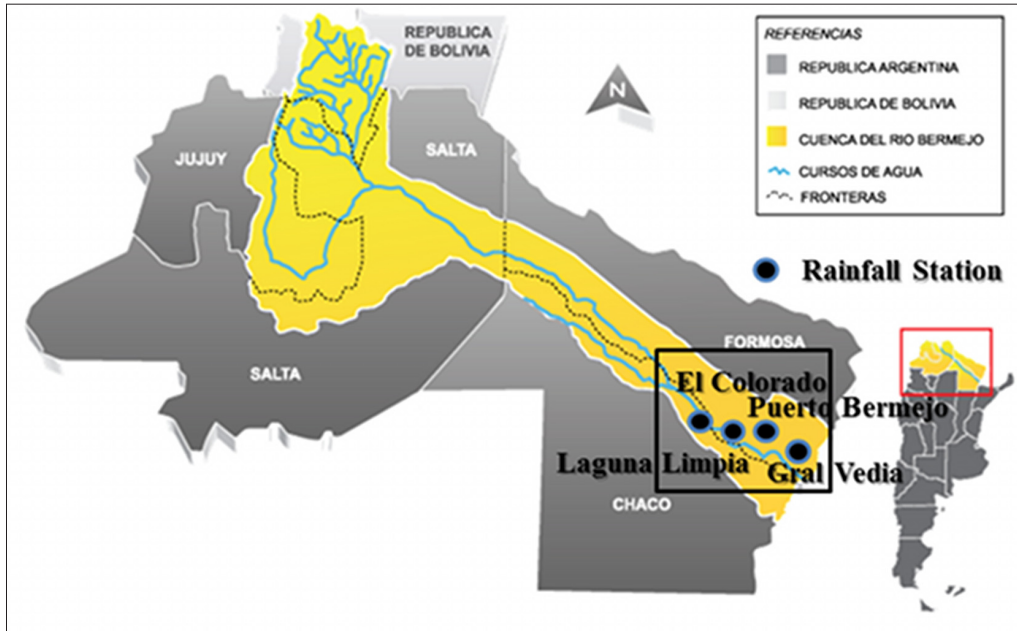 REPUBLICA
DE BOLIVIA
REFERENCIAS
REPUBLICA ARGENTINA
REPUBLICA DE BOLIVIA
CUENCA DEL RIO BERMEJO
CURSOS DE AGUA
FRONTERAS
N
JUJUY
SALTA
Rainfall Station
FORMOSA
SALTA
El Colorado
Puerto Bermejo
Laguna Limpia
Gral Vedia
CHACO